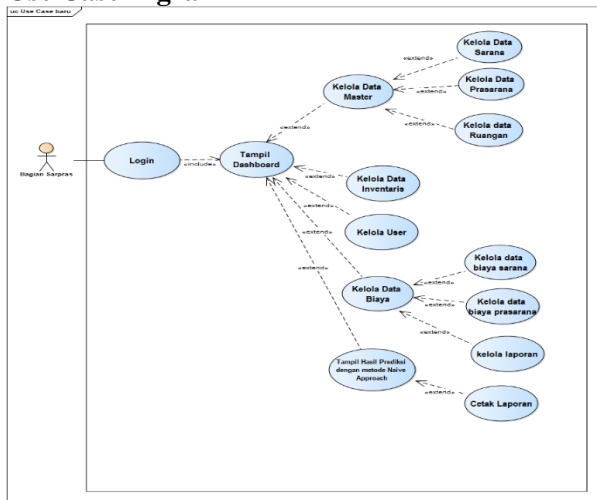 uc Use Case baru
Kelola Data
Sarana
«extend»
Kelola Data
Master
«extend»
Kelola Data
Prasarana
«extend»
Kelola data
Ruangan
«extend»
Bagian Sarpras
Login
«include»
Tampil
Dashboard
«extend»
Kelola Data
Inventaris
«extend»
Kelola User
«extend»
Kelola Data
Biaya
«extend»
Kelola data
biaya sarana
«extend»
Kelola data
biaya prasarana
«extend»
kelola laporan
«extend»
Tampil Hasil Prediksi
dengan metode Naive
Approach
«extend»
Cetak Laporan
«extend»